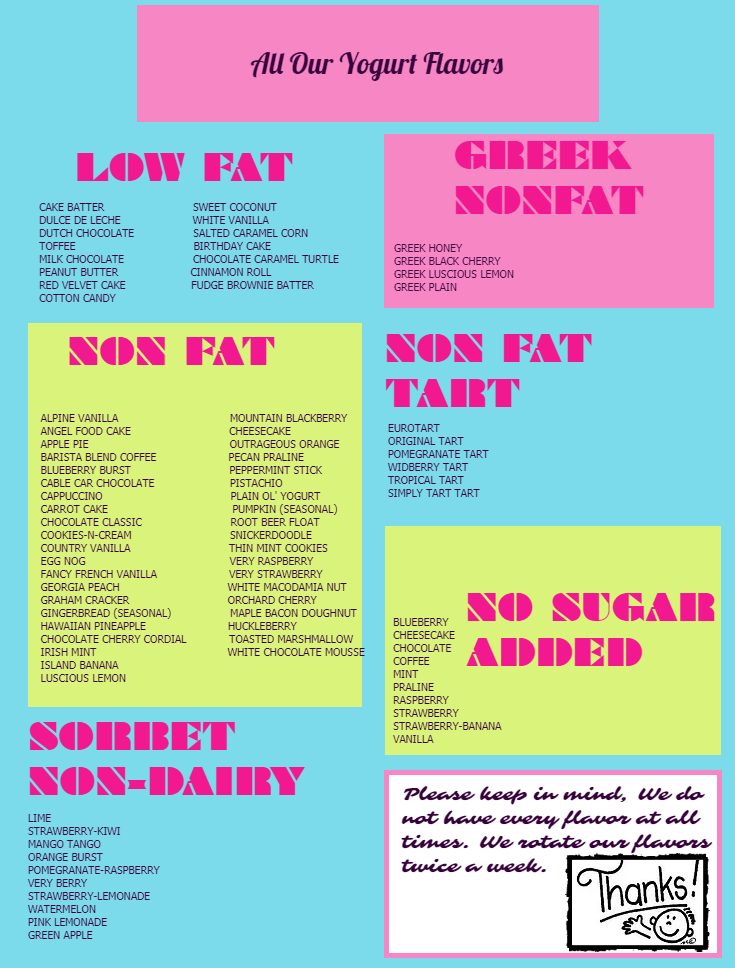 All Our Yogurt Flavors
LOW FAT
CAKE BATTER
DULCE DE LECHE
DUTCH CHOCOLATE
TOFFEE
MILK CHOCOLATE
PEANUT BUTTER
RED VELVET CAKE
COTTON CANDY
SWEET COCONUT
WHITE VANILLA
SALTED CARAMEL CORN
BIRTHDAY CAKE
CHOCOLATE CARAMEL TURTLE
CINNAMON ROLL
FUDGE BROWNIE BATTER
GREEK
NONFAT
GREEK HONEY
GREEK BLACK CHERRY
GREEK LUSCIOUS LEMON
GREEK PLAIN
NON FAT
ALPINE VANILLA
ANGEL FOOD CAKE
APPLE PIE
BARISTA BLEND COFFEE
BLUEBERRY BURST
CABLE CAR CHOCOLATE
CAPPUCCINO
CARROT CAKE
CHOCOLATE CLASSIC
COOKIES-N-CREAM
COUNTRY VANILLA
EGG NOG
FANCY FRENCH VANILLA
GEORGIA PEACH
GRAHAM CRACKER
GINGERBREAD (SEASONAL)
HAWAIIAN PINEAPPLE
CHOCOLATE CHERRY CORDIAL
IRISH MINT
ISLAND BANANA
LUSCIOUS LEMON
MOUNTAIN BLACKBERRY
CHEESECAKE
OUTRAGEOUS ORANGE
PECAN PRALINE
PEPPERMINT STICK
PISTACHIO
PLAIN OL' YOGURT
PUMPKIN (SEASONAL)
ROOT BEER FLOAT
SNICKERDOODLE
THIN MINT COOKIES
VERY RASPBERRY
VERY STRAWBERRY
WHITE MACODAMIA NUT
ORCHARD CHERRY
MAPLE BACON DOUGHNUT
HUCKLEBERRY
TOASTED MARSHMALLOW
WHITE CHOCOLATE MOUSSE
NON FAT
TART
EUROTART
ORIGINAL TART
POMEGRANATE TART
WIDBERRY TART
TROPICAL TART
SIMPLY TART TART
NO SUGAR
ADDED
BLUEBERRY
CHEESECAKE
CHOCOLATE
COFFEE
MINT
PRALINE
RASPBERRY
STRAWBERRY
STRAWBERRY-BANANA
VANILLA
SORBET
NON-DAIRY
LIME
STRAWBERRY-KIWI
MANGO TANGO
ORANGE BURST
POMEGRANATE-RASPBERRY
VERY BERRY
STRAWBERRY-LEMONADE
WATERMELON
PINK LEMONADE
GREEN APPLE
Please keep in mind, We do
not have every flavor at all
times. We rotate our flavors
twice a week.
Thanks!